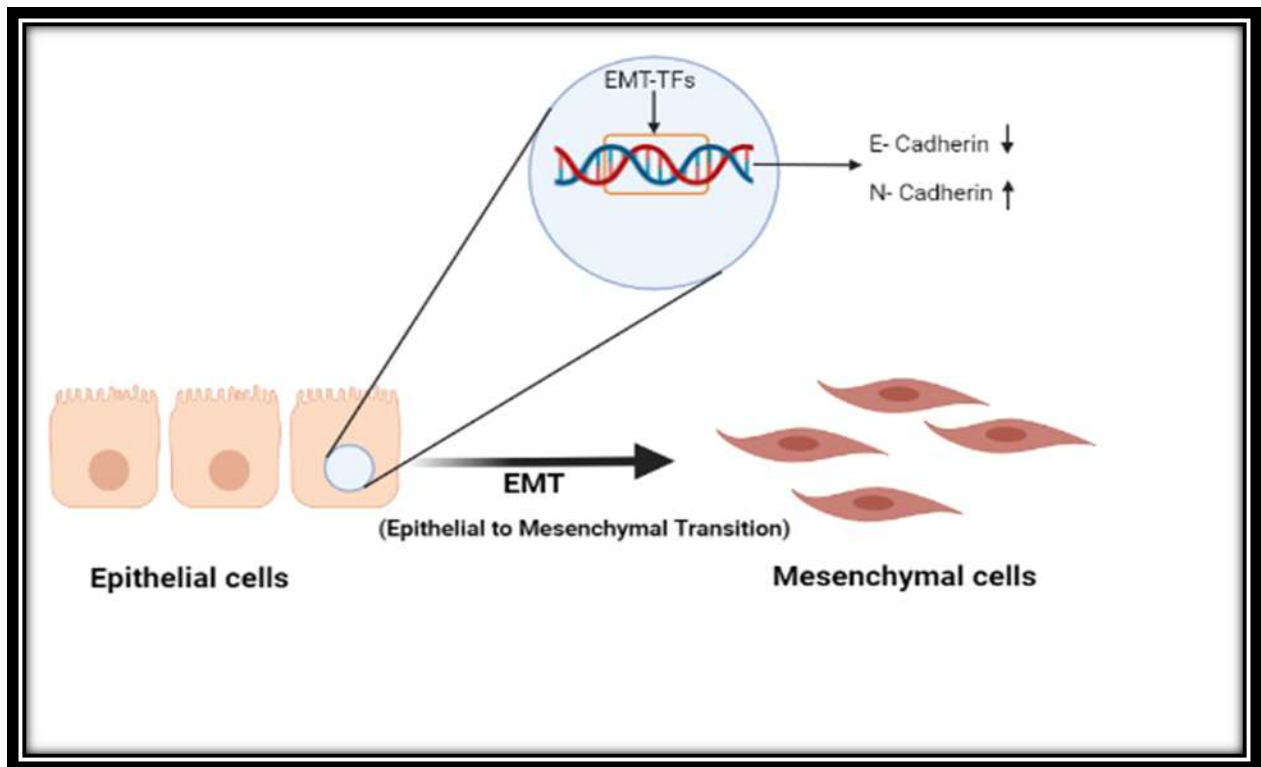 EMT-TFs
E- Cadherin ↓
N- Cadherin ↑
EMT
(Epithelial to Mesenchymal Transition)
Epithelial cells
Mesenchymal cells